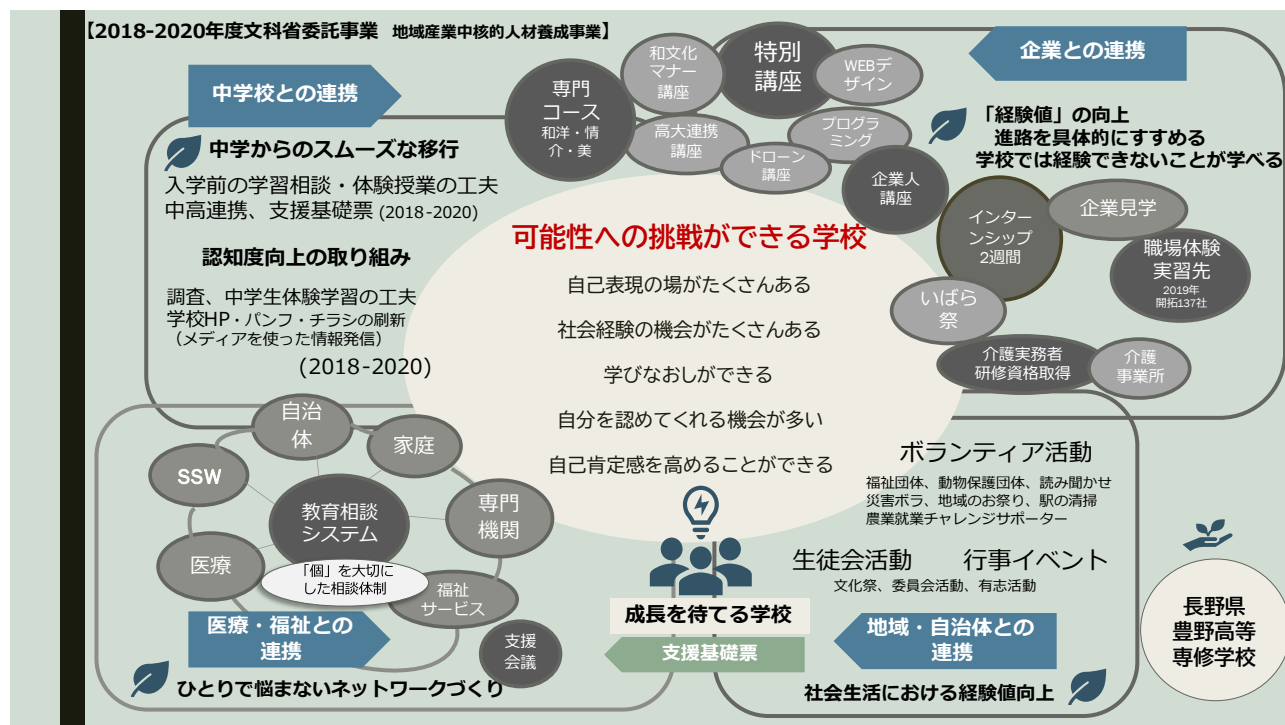 【2018-2020年度文科省委託事業 地域産業中核的人材養成事業】
中学校との連携
中学からのスムーズな移行
入学前の学習相談・体験授業の工夫
中高連携、支援基礎票 (2018-2020)
認知度向上の取り組み
調査、中学生体験学習の工夫
学校HP・パンフ・チラシの刷新
（メディアを使った情報発信）
(2018-2020)
専門
コース
和洋・情
介・美
和文化
マナー
講座
特別
講座
WEBデ
ザイン
高大連携
講座
ドローン
講座
プログラ
ミング
企業人
講座
企業との連携
「経験値」の向上
進路を具体的にすすめる
学校では経験できないことが学べる
インター
ンシップ
2週間
企業見学
職場体験
実習先
2019年
開拓137社
いばら
祭
介護実務者
研修資格取得
介護
事業所
可能性への挑戦ができる学校
自己表現の場がたくさんある
社会経験の機会がたくさんある
学びなおしができる
自分を認めてくれる機会が多い
自己肯定感を高めることができる
自治
体
家庭
SSW
専門
機関
教育相談
システム
医療
「個」を大切に
した相談体制
福祉
サービス
支援
会議
医療・福祉との
連携
ひとりで悩まないネットワークづくり
成長を待てる学校
支援基礎票
ボランティア活動
福祉団体、動物保護団体、読み聞かせ
災害ボラ、地域のお祭り、駅の清掃
農業就業チャレンジサポーター
生徒会活動 行事イベント
文化祭、委員会活動、有志活動
地域・自治体との
連携
社会生活における経験値向上
長野県
豊野高等
専修学校